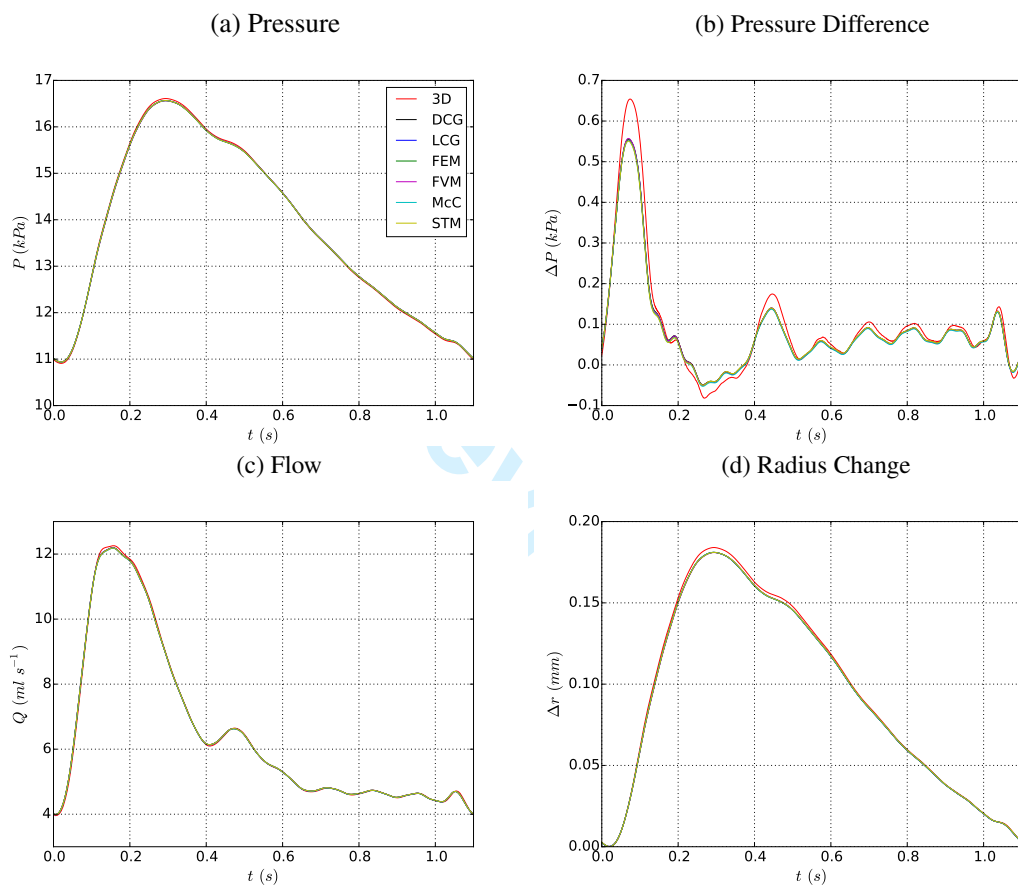 (a) Pressure
(b) Pressure Difference
17
16
15
14
13
12
11
10
P (kPa)
0.0 0.2 0.4 0.6 0.8 1.0
t (s)
3D
DCG
LCG
FEM
FVM
McC
STM
0.7
0.6
0.5
0.4
0.3
0.2
0.1
0.0
−0.1
ΔP (kPa)
0.0 0.2 0.4 0.6 0.8 1.0
t (s)
(c) Flow
(d) Radius Change
12
10
8
6
4
Q (ml s⁻¹)
0.0 0.2 0.4 0.6 0.8 1.0
t (s)
0.20
0.15
0.10
0.05
0.00
Δr (mm)
0.0 0.2 0.4 0.6 0.8 1.0
t (s)